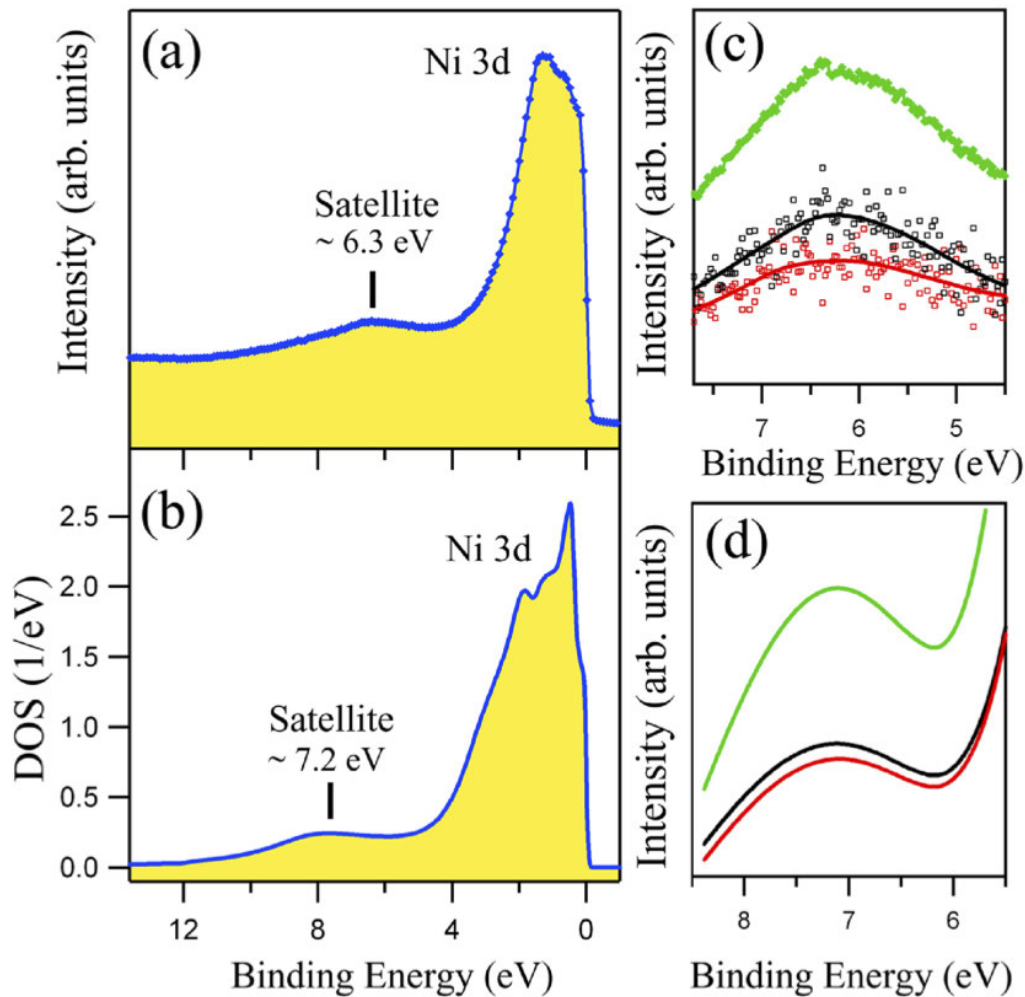 (a)
Ni 3d
Satellite
~ 6.3 eV
Intensity (arb. units)
(b)
Ni 3d
Satellite
~ 7.2 eV
DOS (1/eV)
2.5
2.0
1.5
1.0
0.5
0.0
12
8
4
0
Binding Energy (eV)
(c)
Intensity (arb. units)
7
6
5
Binding Energy (eV)
(d)
Intensity (arb. units)
8
7
6
Binding Energy (eV)